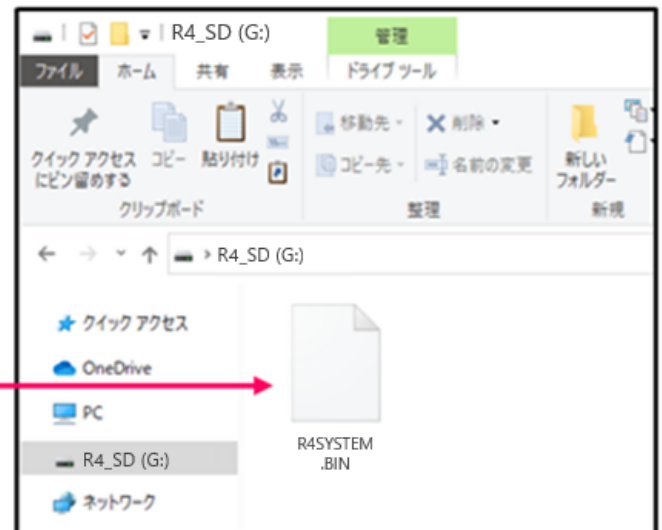 R4_SD (G:)
管理
ファイル ホーム 共有 表示 ドライブ ツール
クイック アクセス
にピン留めする
コピー
貼り付け
移動先
コピー先
削除
名前の変更
新しい
フォルダー
クリップボード
整理
新規
R4_SD (G:)
クイック アクセス
OneDrive
PC
R4_SD (G:)
ネットワーク
R4SYSTEM
.BIN